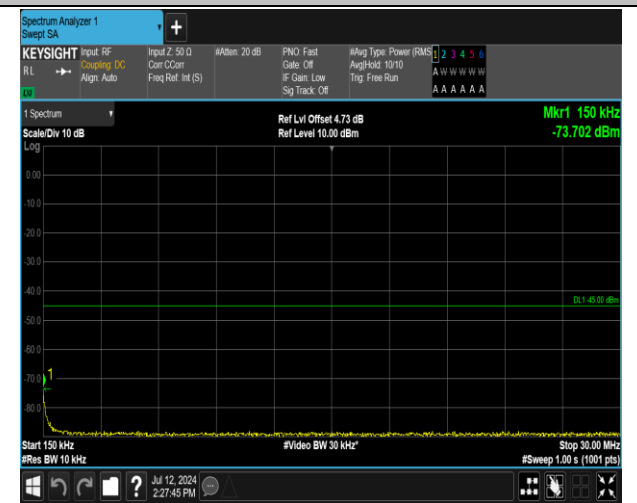 Spectrum Analyzer 1
Swept SA
KEYSIGHT Input: RF Input Z: 50 Ω #Atten: 20 dB PNO: Fast #Avg Type: Power (RMS 1 2 3 4 5 6
RL Coupling: DC Corr CCorr Gate: Off Avg|Hold: 10/10 A W W W W W
Align: Auto Freq Ref: Int (S) IF Gain: Low Trig: Free Run
Sig Track: Off A A A A A A
1 Spectrum Ref Lvl Offset 4.73 dB Mkr1 150 kHz
Scale/Div 10 dB Ref Level 10.00 dBm -73.702 dBm
Log
0.00
-10.0
-20.0
-30.0
-40.0
DL1 -45.00 dBm
-50.0
-60.0
1
-70.0
-80.0
Start 150 kHz #Video BW 30 kHz* Stop 30.00 MHz
#Res BW 10 kHz #Sweep 1.00 s (1001 pts)
? Jul 12, 2024
2:27:45 PM